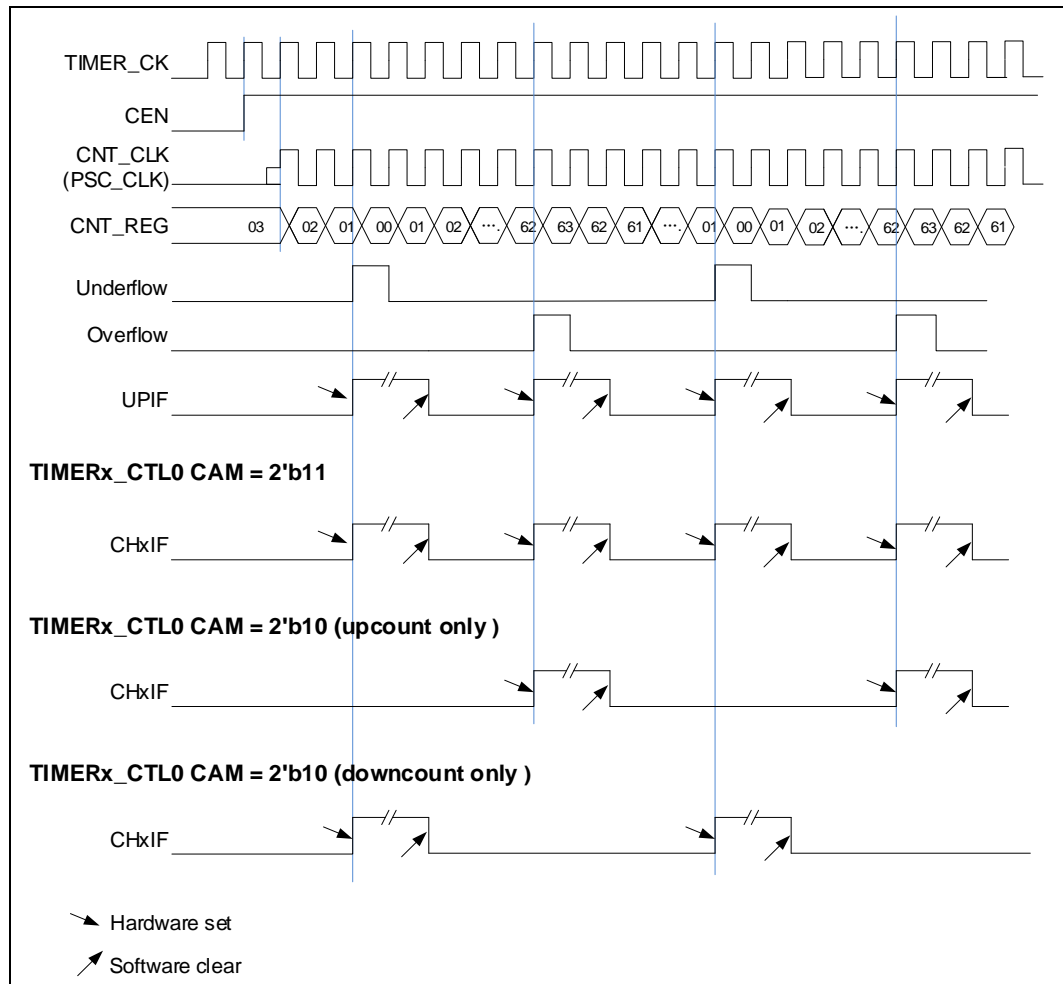 TIMER_CK
CEN
CNT_CLK
(PSC_CLK)
CNT_REG 03 02 01 00 01 02 .... 62 63 62 61 .... 01 00 01 02 .... 62 63 62 61
Underflow
Overflow
UPIF
TIMERx_CTL0 CAM = 2'b11
CHxIF
TIMERx_CTL0 CAM = 2'b10 (upcount only )
CHxIF
TIMERx_CTL0 CAM = 2'b10 (downcount only )
CHxIF
Hardware set
Software clear